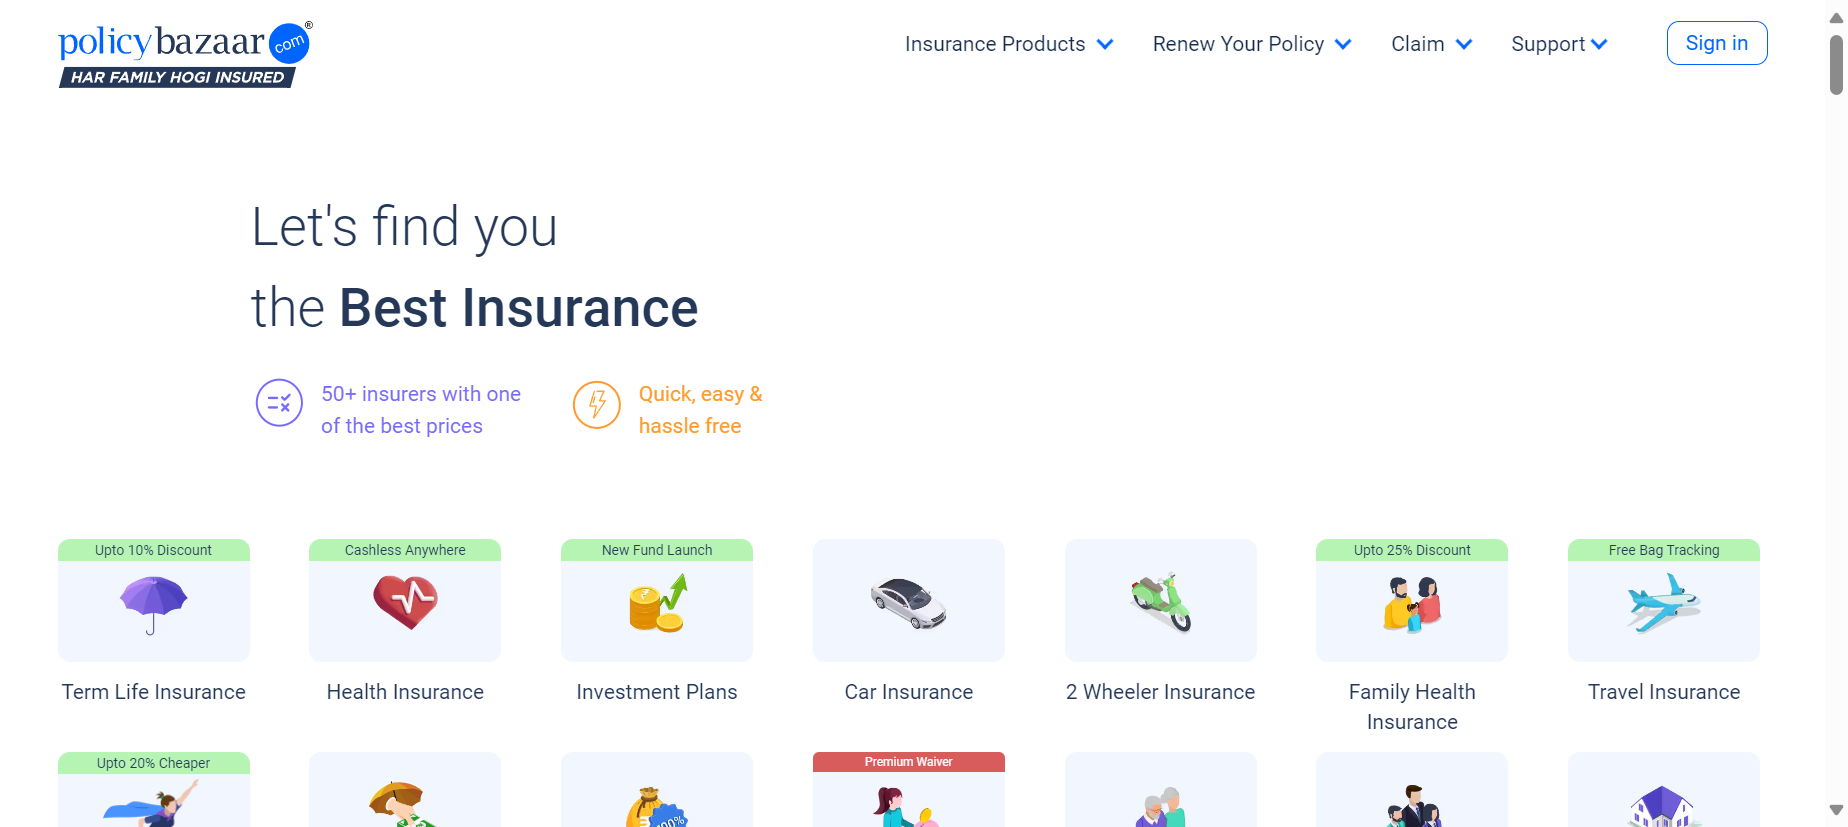 policybazaar com ®
HAR FAMILY HOGI INSURED
Insurance Products
Renew Your Policy
Claim
Support
Sign in
Let's find you
the Best Insurance
50+ insurers with one
of the best prices
Quick, easy &
hassle free
Upto 10% Discount
Cashless Anywhere
New Fund Launch
Upto 25% Discount
Free Bag Tracking
₹
Term Life Insurance
Health Insurance
Investment Plans
Car Insurance
2 Wheeler Insurance
Family Health
Insurance
Travel Insurance
Upto 20% Cheaper
Premium Waiver
100%